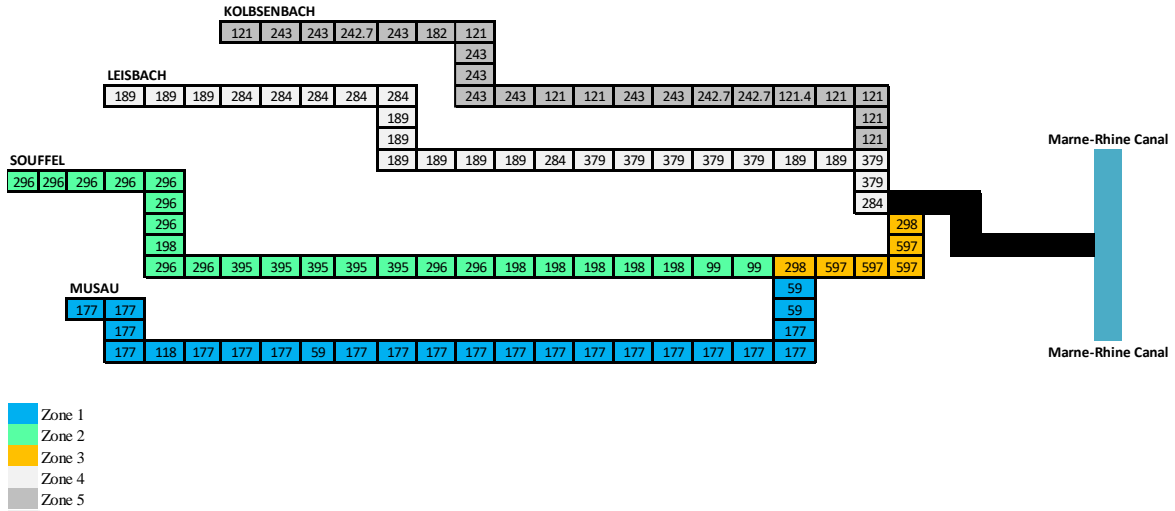 KOLBSENBACH
121 243 243 242.7 243 182 121
243
243
LEISBACH
243 243 121 121 243 243 242.7 242.7 121.4 121 121
189 189 189 284 284 284 284 284
189
121
189
121
Marne-Rhine Canal
189 189 189 189 284 379 379 379 379 379 189 189 379
SOUFFEL
296 296 296 296 296
379
296
284
296
298
198
597
296 296 395 395 395 395 395 296 296 198 198 198 198 198 99 99 298 597 597 597
MUSAU
59
177 177
59
177
177
177 118 177 177 177 59 177 177 177 177 177 177 177 177 177 177 177 177
Marne-Rhine Canal
Zone 1
Zone 2
Zone 3
Zone 4
Zone 5